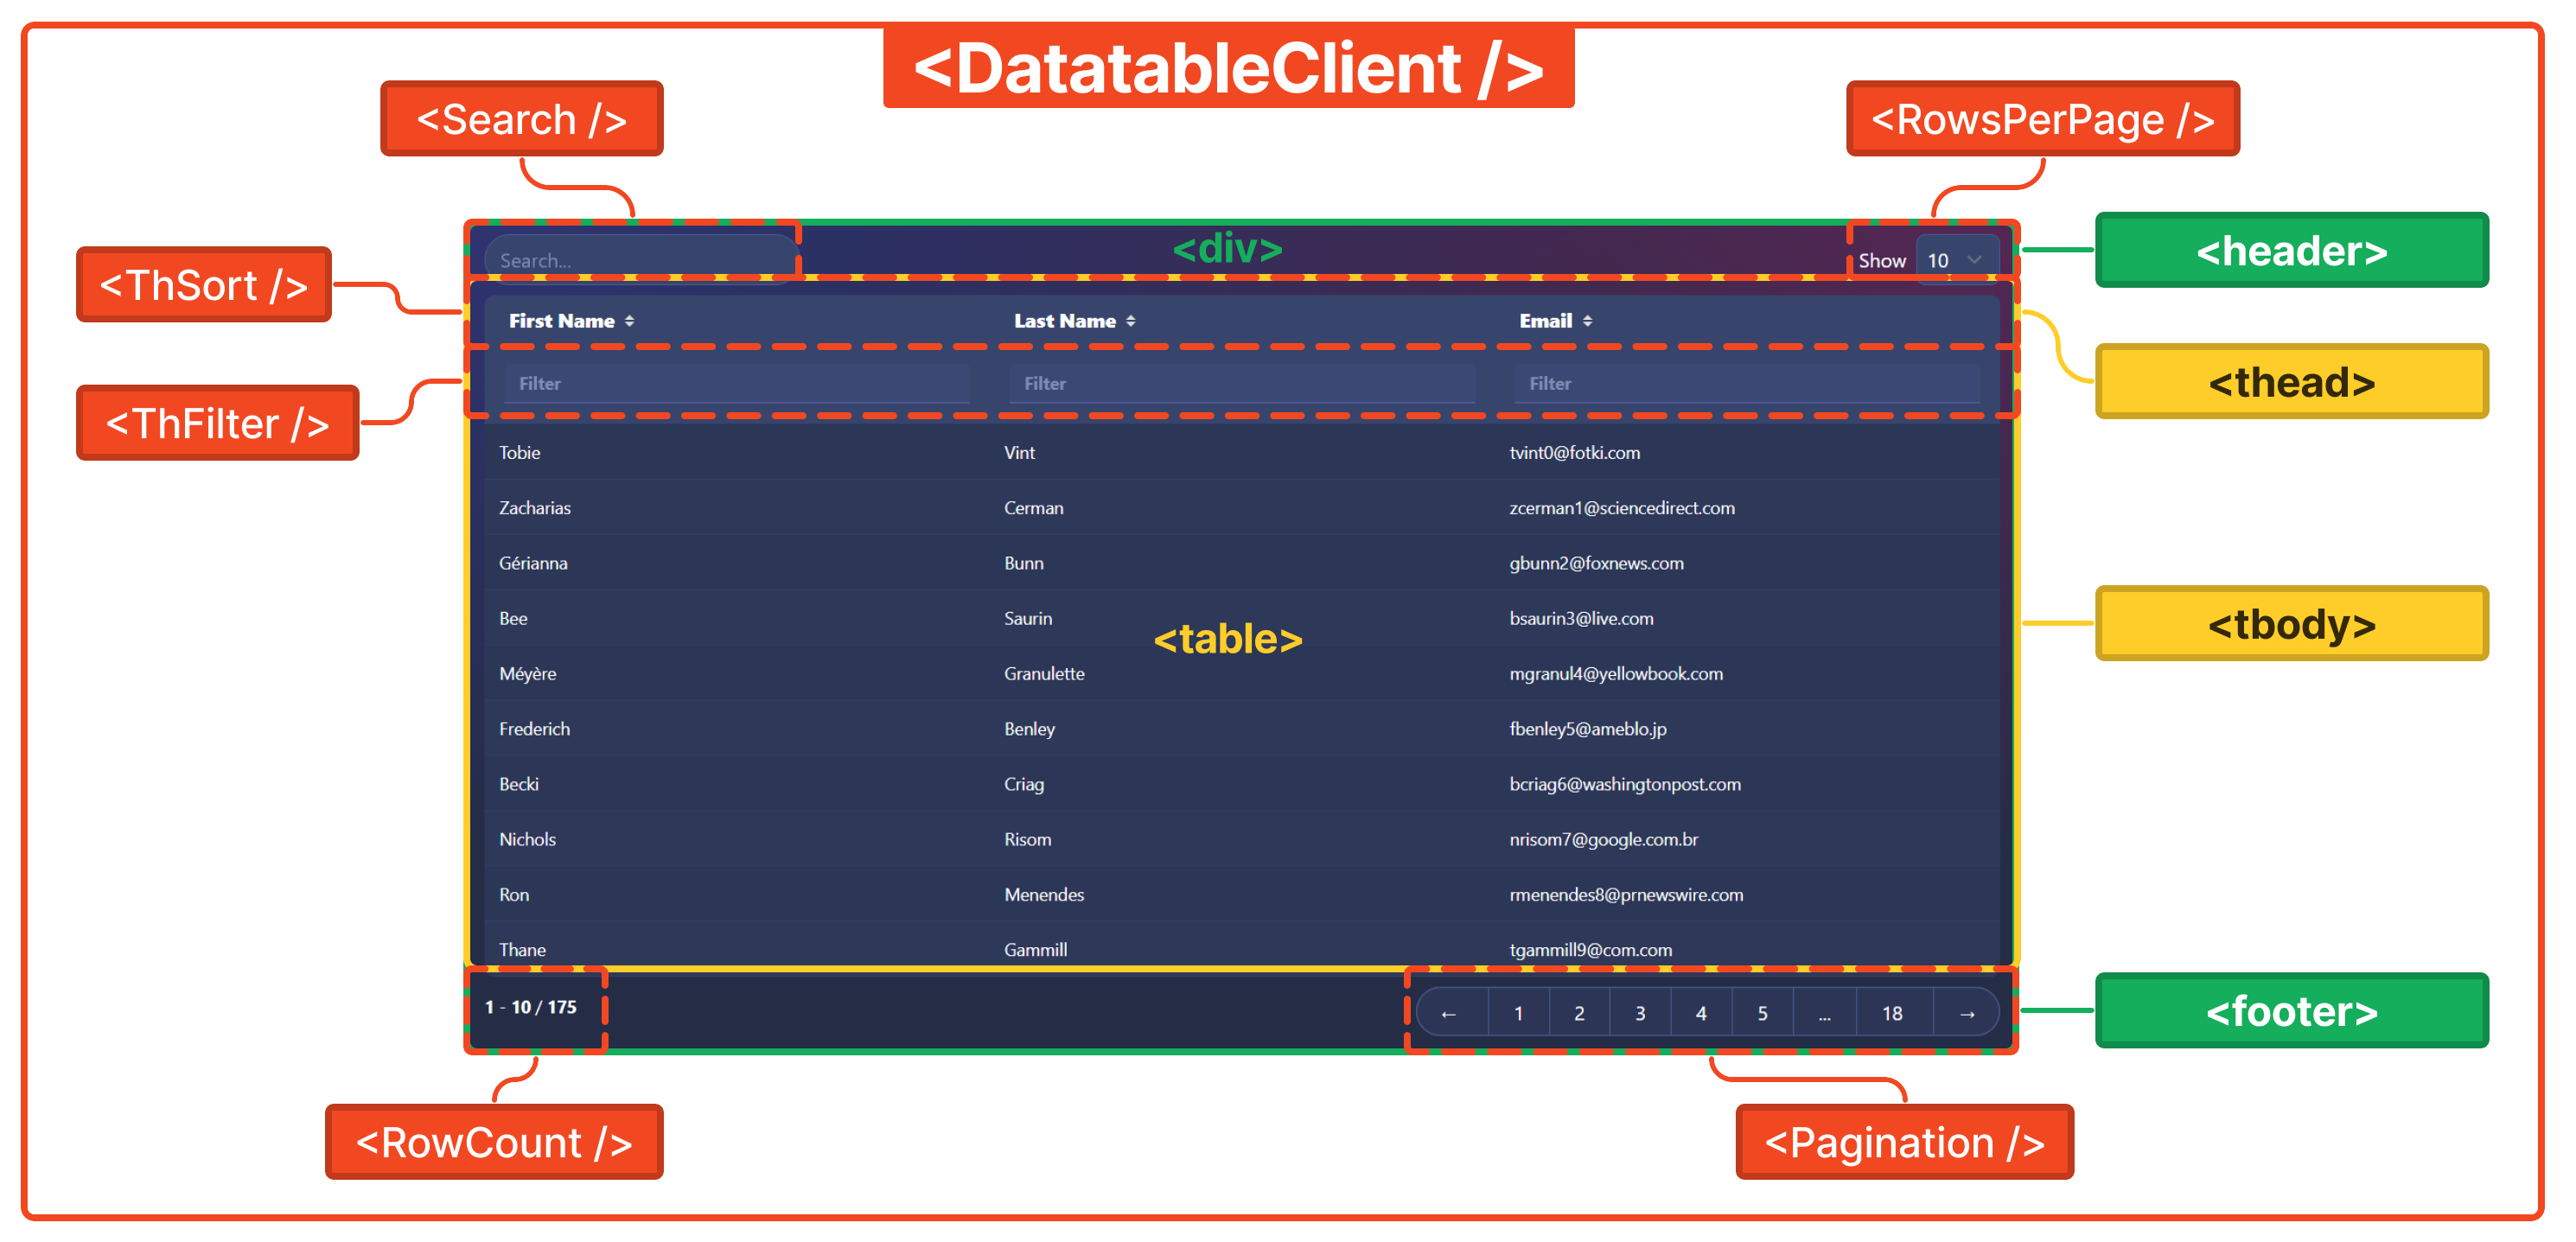 <DatatableClient />
<Search />
<RowsPerPage />
<header>
<div>
Search...
Show 10
<ThSort />
First Name Last Name Email
<thead>
<ThFilter />
Filter Filter Filter
Tobie Vint tvint0@fotki.com
Zacharias Cerman zcerman1@sciencedirect.com
Gérianna Bunn gbunn2@foxnews.com
Bee Saurin bsaurin3@live.com
<tbody>
<table>
Méyère Granulette mgranul4@yellowbook.com
Frederich Benley fbenley5@ameblo.jp
Becki Criag bcriag6@washingtonpost.com
Nichols Risom nrisom7@google.com.br
Ron Menendes rmenendes8@prnewswire.com
Thane Gammill tgammill9@com.com
1 - 10 / 175
← 1 2 3 4 5 ... 18 →
<footer>
<RowCount />
<Pagination />